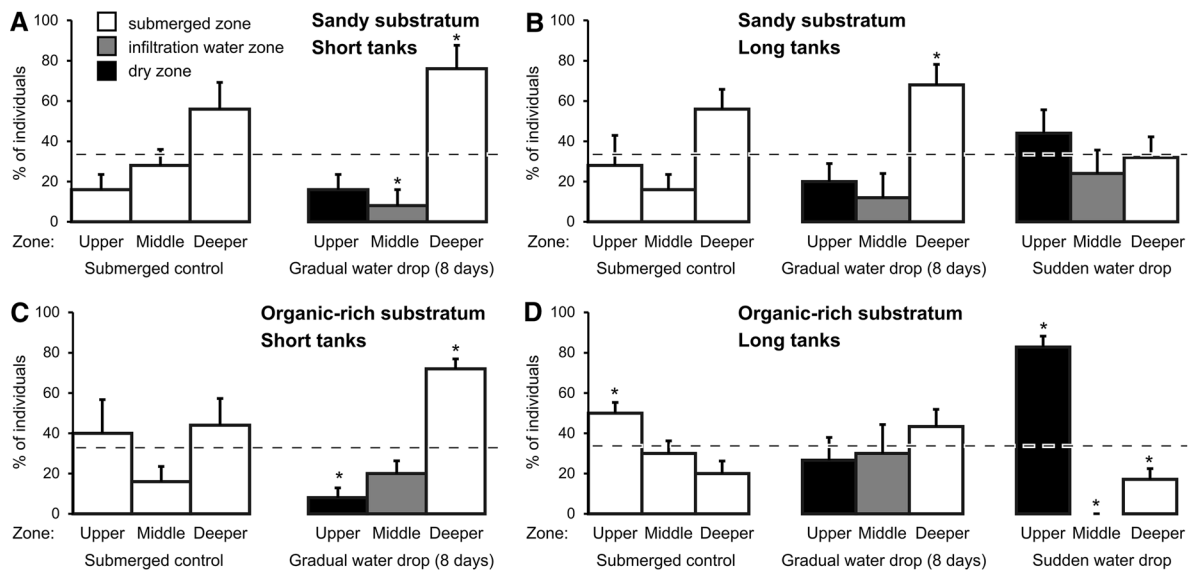 A
submerged zone
infiltration water zone
dry zone
Sandy substratum
Short tanks
% of individuals
100
80
60
40
20
0
*
*
Zone: Upper Middle Deeper Upper Middle Deeper
Submerged control Gradual water drop (8 days)
B
Sandy substratum
Long tanks
% of individuals
100
80
60
40
20
0
*
Zone: Upper Middle Deeper Upper Middle Deeper Upper Middle Deeper
Submerged control Gradual water drop (8 days) Sudden water drop
C
Organic-rich substratum
Short tanks
% of individuals
100
80
60
40
20
0
*
*
Zone: Upper Middle Deeper Upper Middle Deeper
Submerged control Gradual water drop (8 days)
D
Organic-rich substratum
Long tanks
% of individuals
100
80
60
40
20
0
*
*
*
*
Zone: Upper Middle Deeper Upper Middle Deeper Upper Middle Deeper
Submerged control Gradual water drop (8 days) Sudden water drop